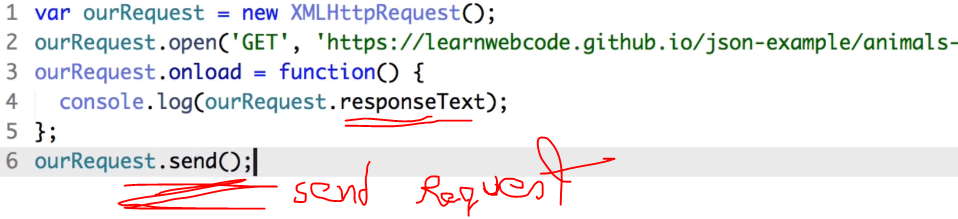 1 var ourRequest = new XMLHttpRequest();
2 ourRequest.open('GET', 'https://learnwebcode.github.io/json-example/animals-
3 ourRequest.onload = function() {
4   console.log(ourRequest.responseText);
5 };
6 ourRequest.send();
send Request